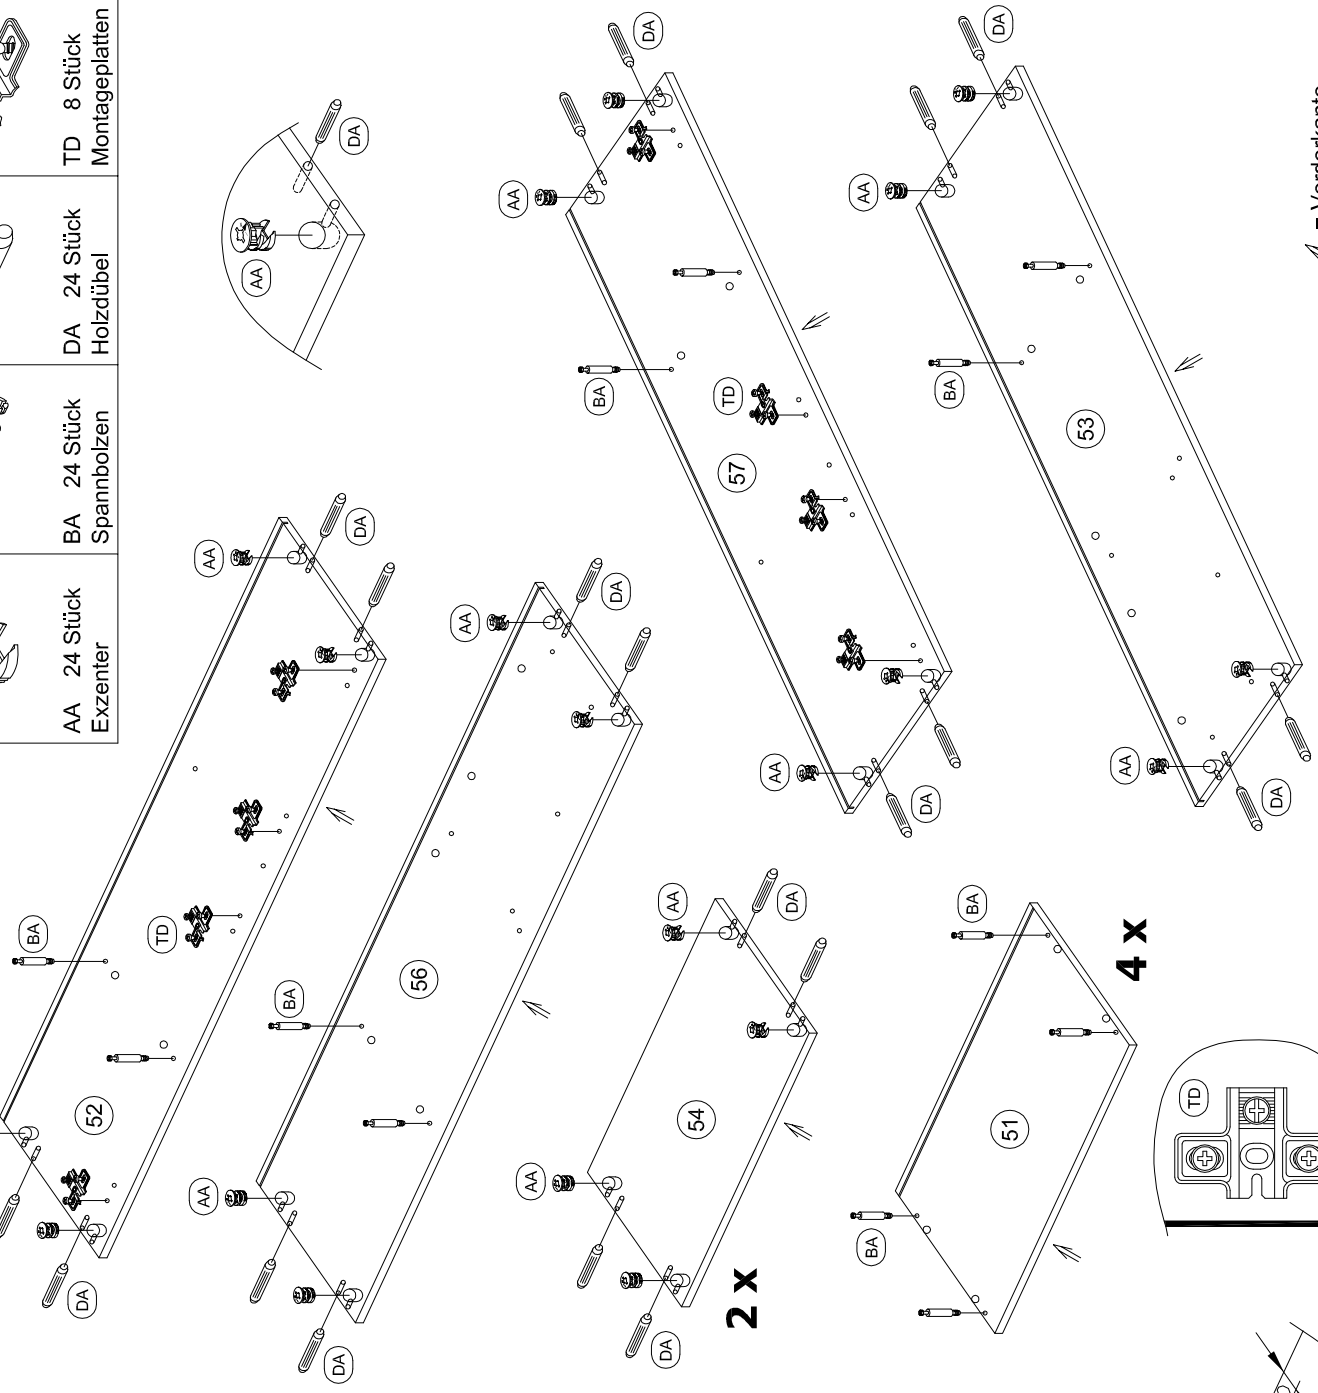 AA 24 Stück
Exzenter
BA 24 Stück
Spannbolzen
DA 24 Stück
Holzdübel
TD 8 Stück
Montageplatten
AA
DA
BA
TD
AA
DA
52
DA
BA
AA
DA
56
AA
DA
AA
DA
54
AA
DA
2 x
BA
51
BA
4 x
AA
DA
BA
TD
57
AA
DA
AA
DA
BA
53
AA
DA
TD
= Vorderkante